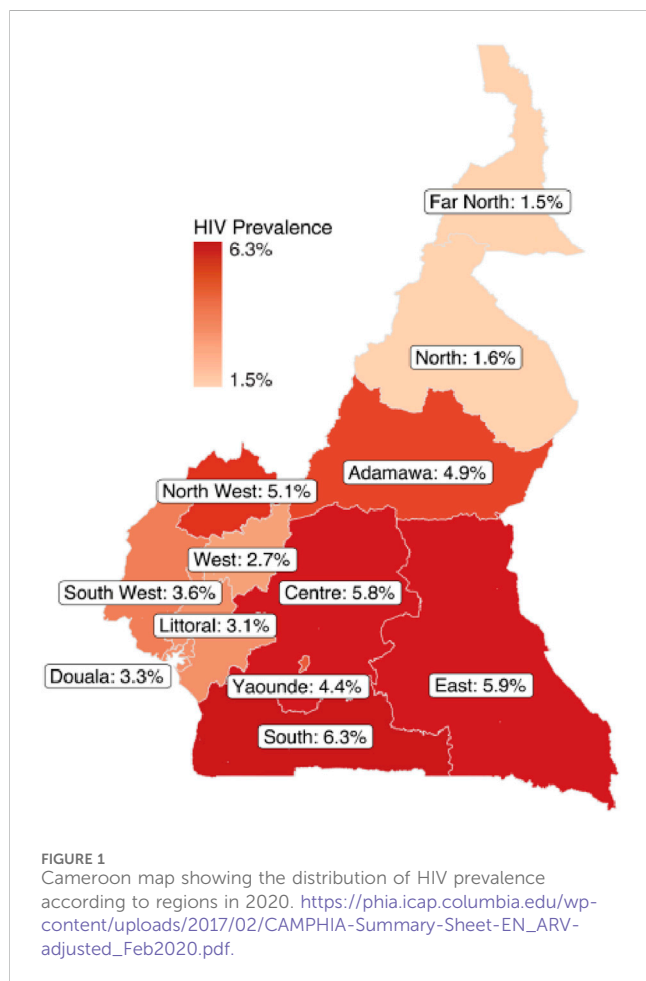 Far North: 1.5%
HIV Prevalence
6.3%
1.5%
North: 1.6%
Adamawa: 4.9%
North West: 5.1%
West: 2.7%
South West: 3.6%
Centre: 5.8%
Littoral: 3.1%
Douala: 3.3%
Yaounde: 4.4%
East: 5.9%
South: 6.3%
FIGURE 1
Cameroon map showing the distribution of HIV prevalence
according to regions in 2020. https://phia.icap.columbia.edu/wp-
content/uploads/2017/02/CAMPHIA-Summary-Sheet-EN_ARV-
adjusted_Feb2020.pdf.